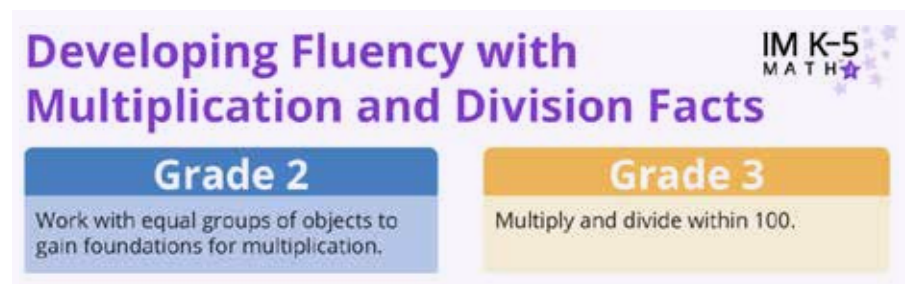 Developing Fluency with
Multiplication and Division Facts
IM K–5
MATH
Grade 2
Work with equal groups of objects to
gain foundations for multiplication.
Grade 3
Multiply and divide within 100.